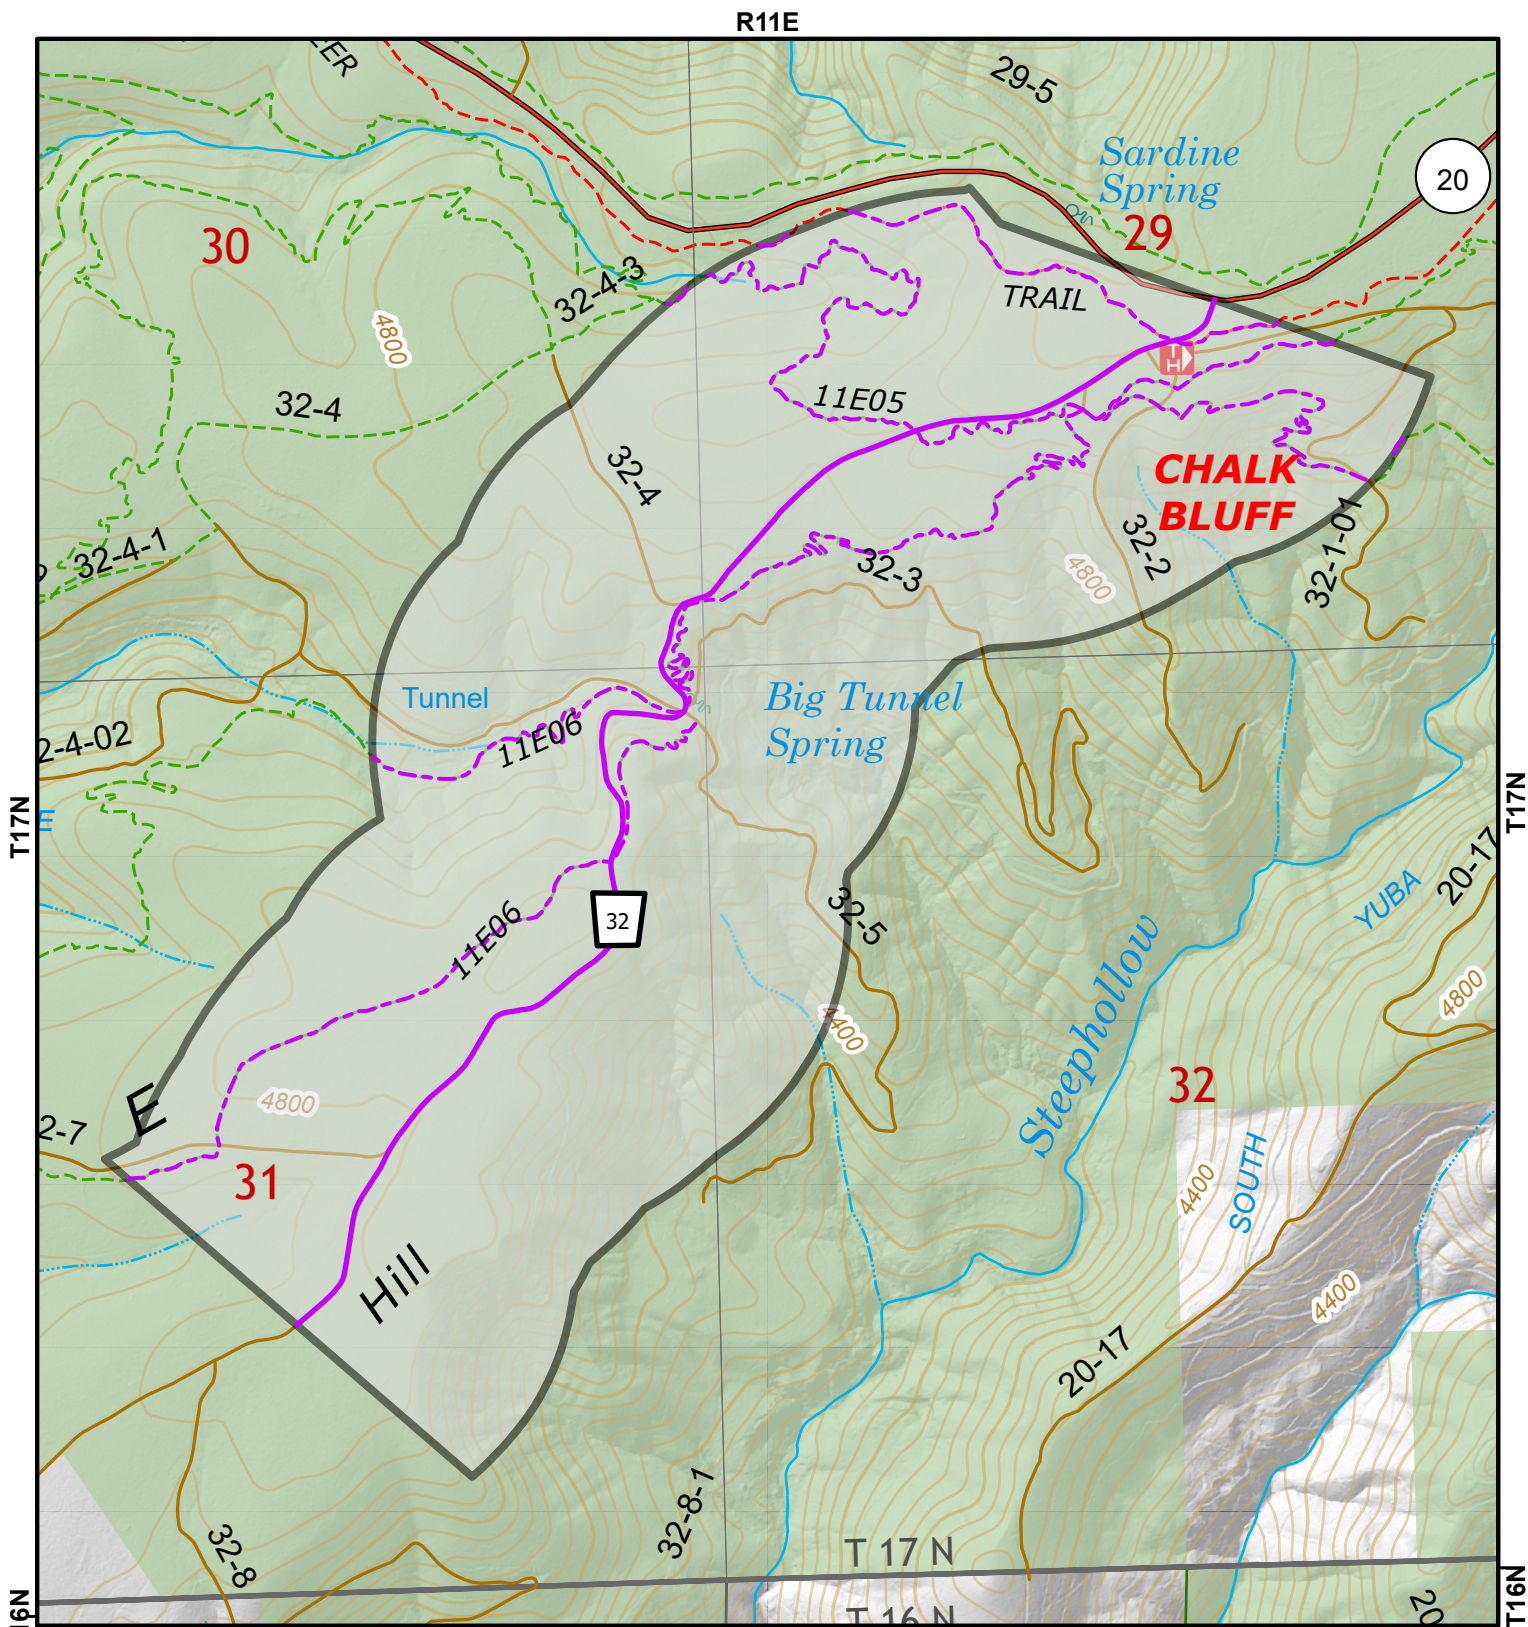 R11E
29-5
Sardine
Spring
20
29
30
32-4-3
TRAIL
4800
T
H
32-4
11E05
32-4
CHALK
BLUFF
32-4-1
32-3
32-2
32-1-01
4800
Tunnel
Big Tunnel
Spring
11E06
2-4-02
T17N
T17N
E
20-17
YUBA
32
32-5
11E06
Steephollow
4800
4400
32
4800
E
2-7
31
4400
SOUTH
Hill
4400
20-17
32-8-1
32-8
T 17 N
T 16 N
T16N
20